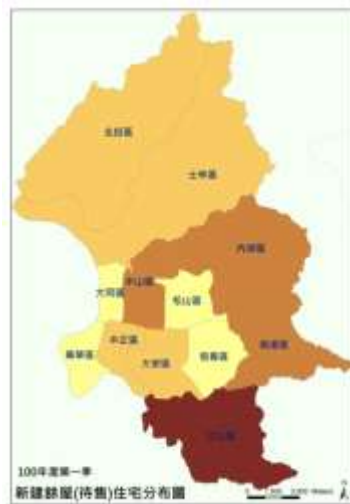 北投區
士林區
內湖區
中山區
大同區
松山區
南港區
萬華區
中正區
大安區
信義區
文山區
100年度第一季
新建餘屋(待售)住宅分布圖